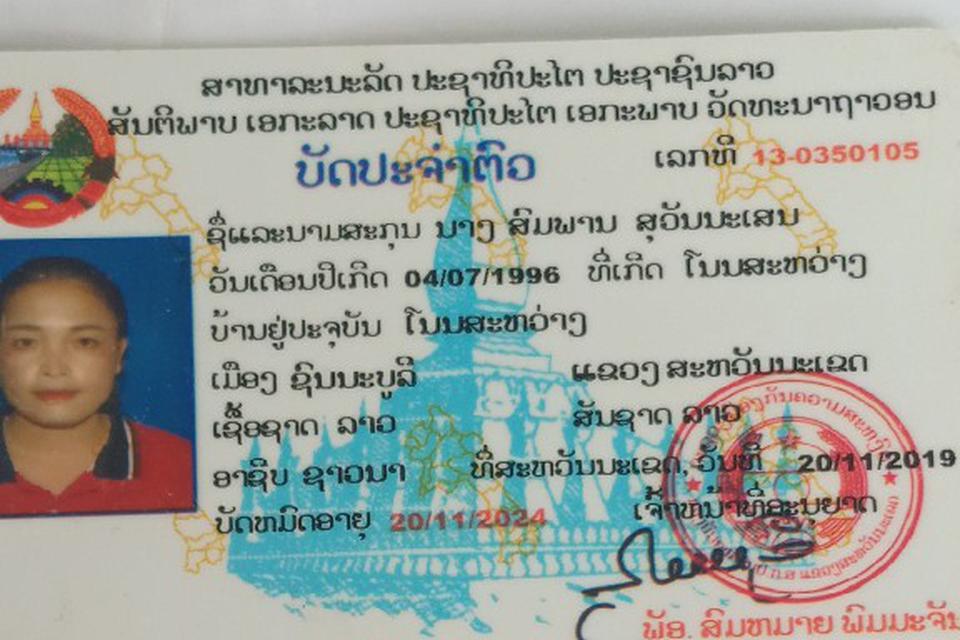 ສາທາລະນະລັດ ປະຊາທິປະໄຕ ປະຊາຊົນລາວ
ສັນຕິພາບ ເອກະລາດ ປະຊາທິປະໄຕ ເອກະພາບ ວັດທະນາຖາວອນ
ບັດປະຈຳຕົວ
ເລກທີ 13-0350105
ຊື່ແລະນາມສະກຸນ ນາງ ສົມພານ ສຸວັນນະເສນ
ວັນເດືອນປີເກີດ 04/07/1996 ທີ່ເກີດ ໂນນສະຫວ່າງ
ບ້ານຢູ່ປະຈຸບັນ ໂນນສະຫວ່າງ
ເມືອງ ຊົນນະບູລີ ແຂວງ ສະຫວັນນະເຂດ
ເຊື້ອຊາດ ລາວ ສັນຊາດ ລາວ
ອາຊີບ ຊາວນາ ທີ່ສະຫວັນນະເຂດ, ວັນທີ 20/11/2019
ບັດຫມົດອາຍຸ 20/11/2024 ເຈົ້າຫນ້າທີ່ອະນຸຍາດ
ພັອ. ສົມຫມາຍ ພິມມະຈັນ